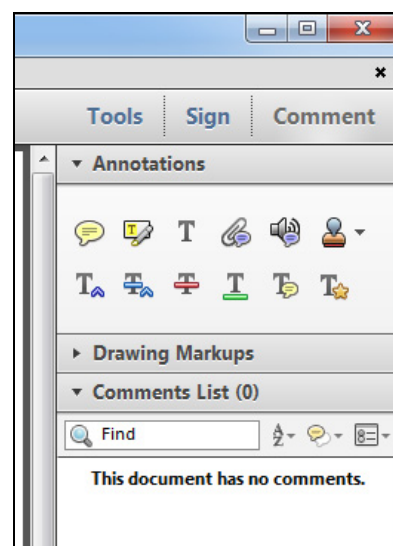 Tools Sign Comment
Annotations
Drawing Markups
Comments List (0)
Find
This document has no comments.